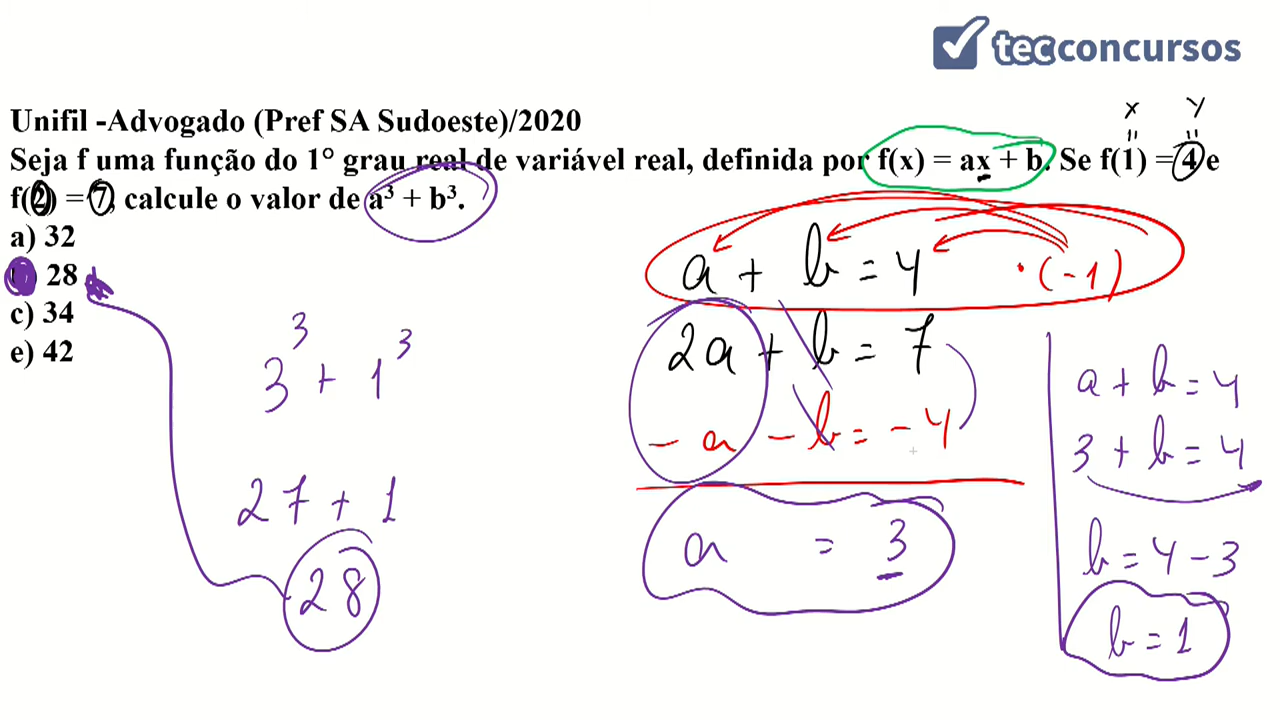 tecconcursos
Unifil -Advogado (Pref SA Sudoeste)/2020
x y
Seja f uma função do 1° grau real de variável real, definida por f(x) = ax + b. Se f(1) = 4 e
f(2) = 7, calcule o valor de a³ + b³.
a) 32
28
c) 34
e) 42
a + b = 4 · (-1)
2a + b = 7
- a - b = - 4
a = 3
3³ + 1³
27 + 1
28
a + b = 4
3 + b = 4
b = 4 - 3
b = 1